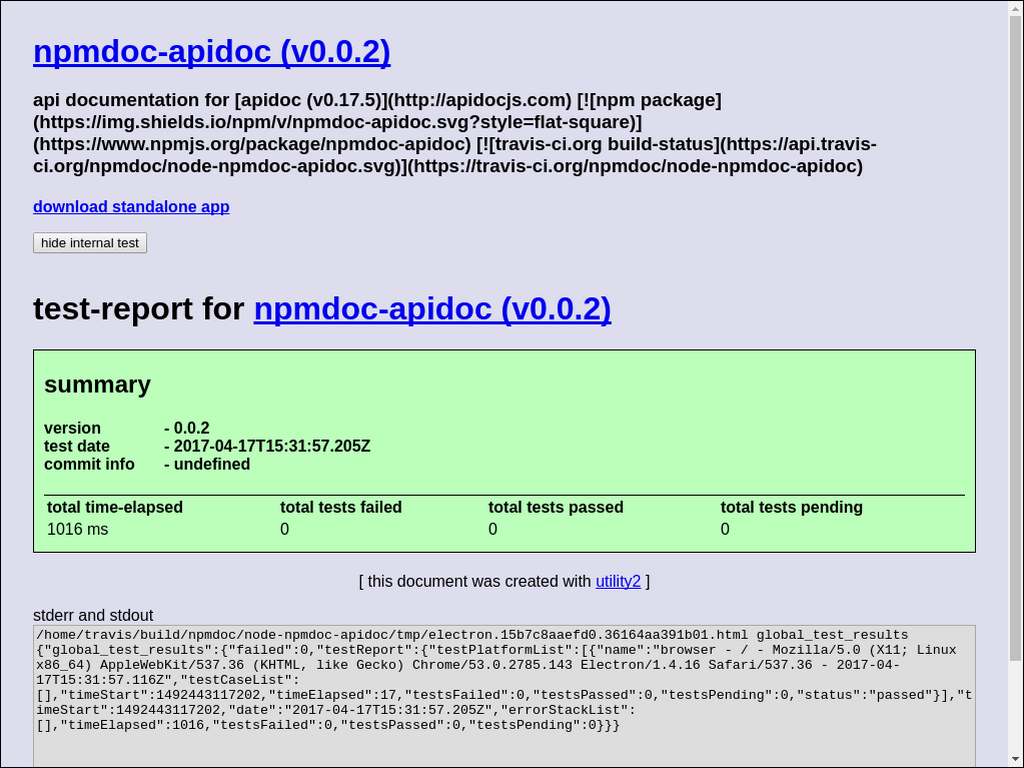 npmdoc-apidoc (v0.0.2)
api documentation for [apidoc (v0.17.5)](http://apidocjs.com) [![npm package]
(https://img.shields.io/npm/v/npmdoc-apidoc.svg?style=flat-square)]
(https://www.npmjs.org/package/npmdoc-apidoc) [![travis-ci.org build-status](https://api.travis-
ci.org/npmdoc/node-npmdoc-apidoc.svg)](https://travis-ci.org/npmdoc/node-npmdoc-apidoc)
download standalone app
hide internal test
test-report for npmdoc-apidoc (v0.0.2)
summary
version - 0.0.2
test date - 2017-04-17T15:31:57.205Z
commit info - undefined
total time-elapsed total tests failed total tests passed total tests pending
1016 ms 0 0 0
[ this document was created with utility2 ]
stderr and stdout
/home/travis/build/npmdoc/node-npmdoc-apidoc/tmp/electron.15b7c8aaefd0.36164aa391b01.html global_test_results
{"global_test_results":{"failed":0,"testReport":{"testPlatformList":[{"name":"browser - / - Mozilla/5.0 (X11; Linux
x86_64) AppleWebKit/537.36 (KHTML, like Gecko) Chrome/53.0.2785.143 Electron/1.4.16 Safari/537.36 - 2017-04-
17T15:31:57.116Z","testCaseList":
[],"timeStart":1492443117202,"timeElapsed":17,"testsFailed":0,"testsPassed":0,"testsPending":0,"status":"passed"}],"t
imeStart":1492443117202,"date":"2017-04-17T15:31:57.205Z","errorStackList":
[],"timeElapsed":1016,"testsFailed":0,"testsPassed":0,"testsPending":0}}}